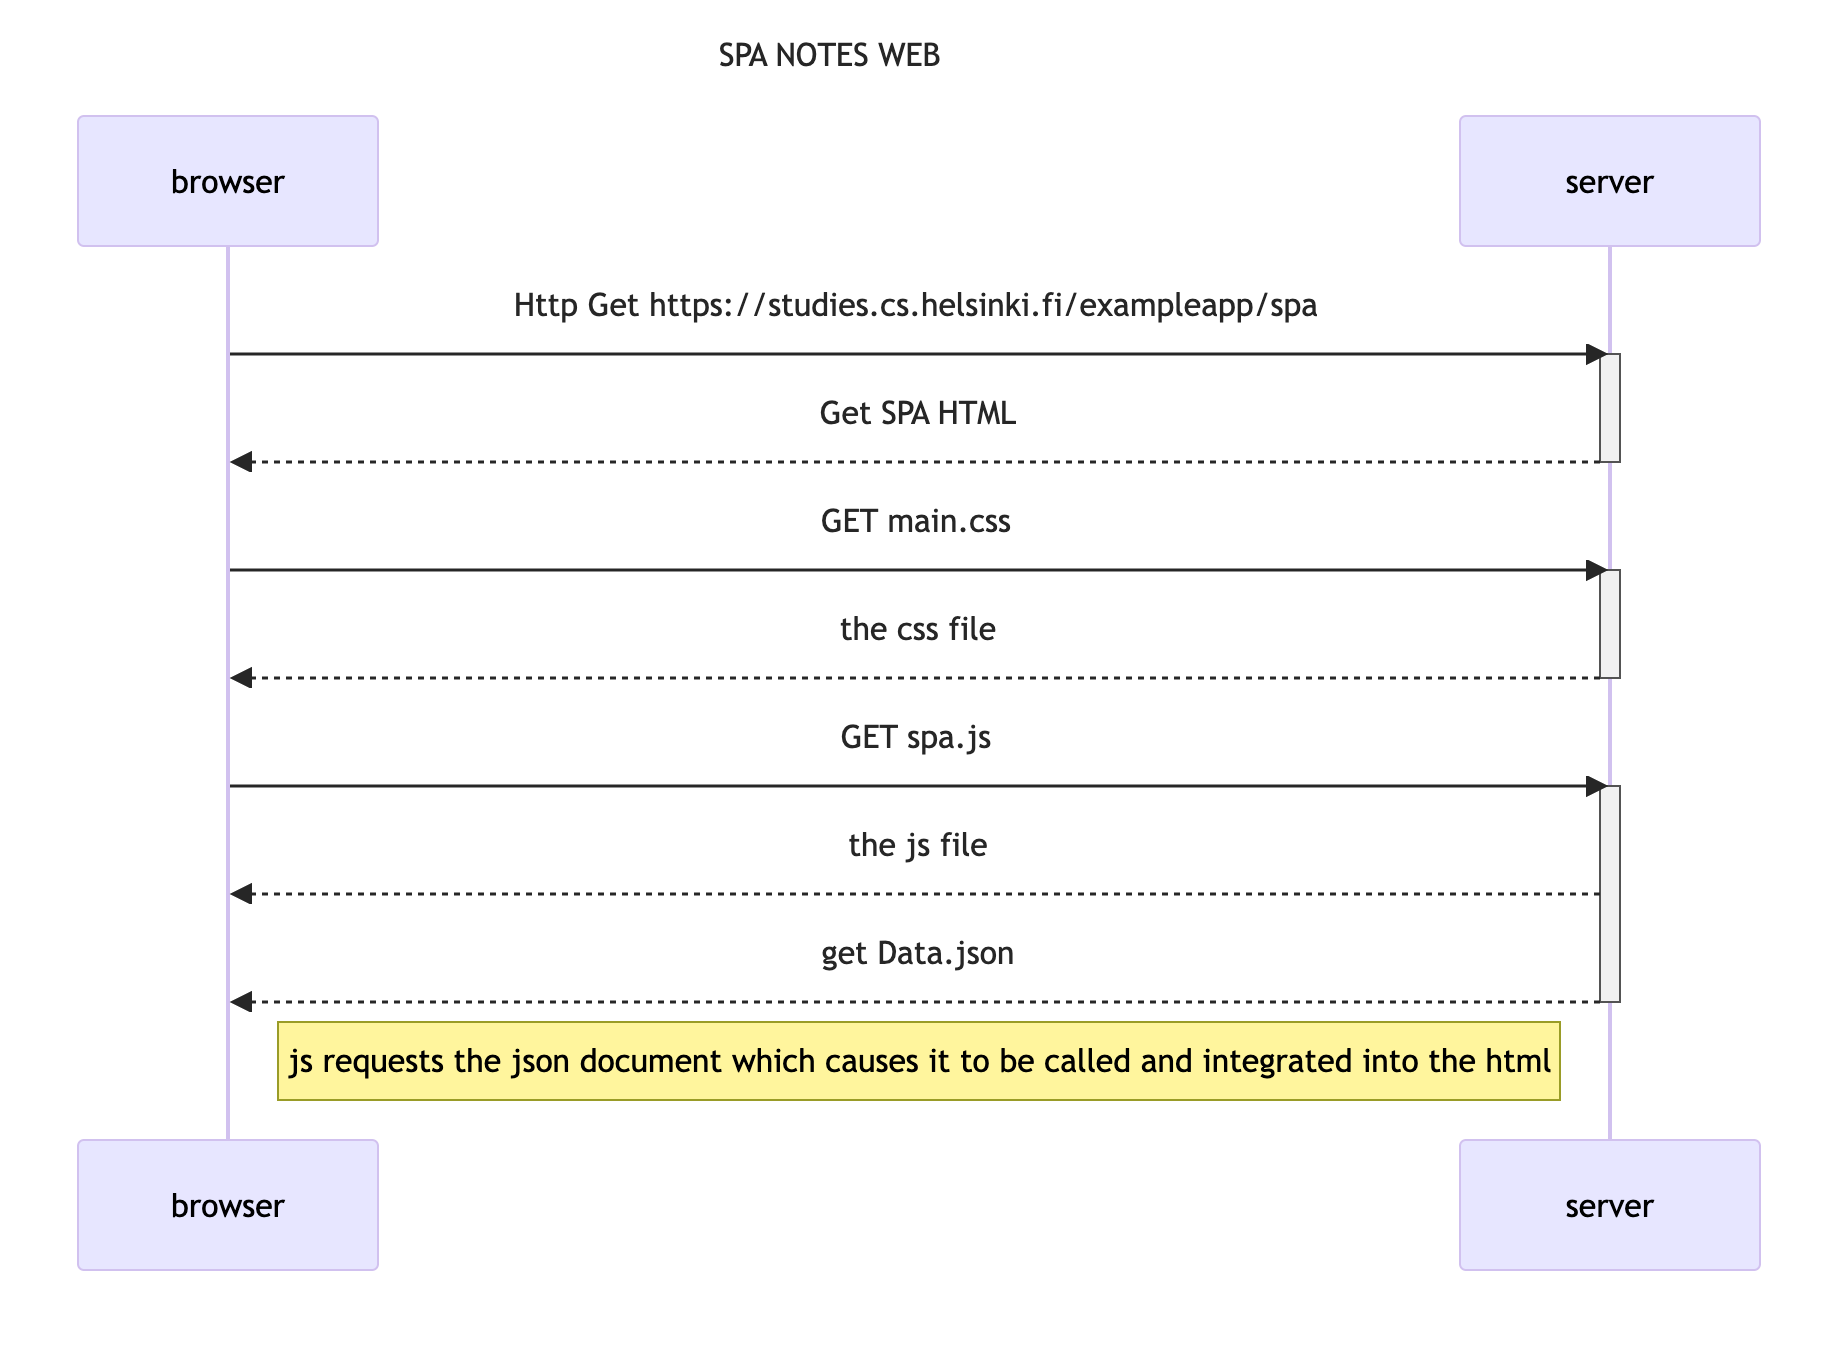 SPA NOTES WEB
browser
server
Http Get https://studies.cs.helsinki.fi/exampleapp/spa
Get SPA HTML
GET main.css
the css file
GET spa.js
the js file
get Data.json
js requests the json document which causes it to be called and integrated into the html
browser
server